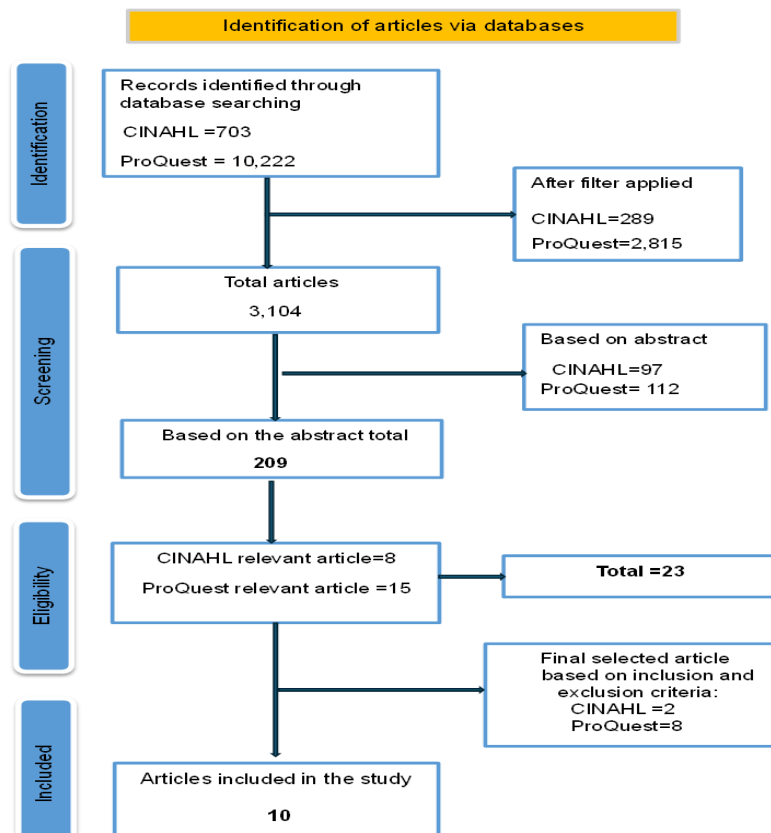 Identification of articles via databases
Identification
Records identified through
database searching
CINAHL =703
ProQuest = 10,222
After filter applied
CINAHL=289
ProQuest=2,815
Screening
Total articles
3,104
Based on abstract
CINAHL=97
ProQuest= 112
Based on the abstract total
209
Eligibility
CINAHL relevant article=8
ProQuest relevant article =15
Total =23
Final selected article
based on inclusion and
exclusion criteria:
CINAHL =2
ProQuest=8
Included
Articles included in the study
10